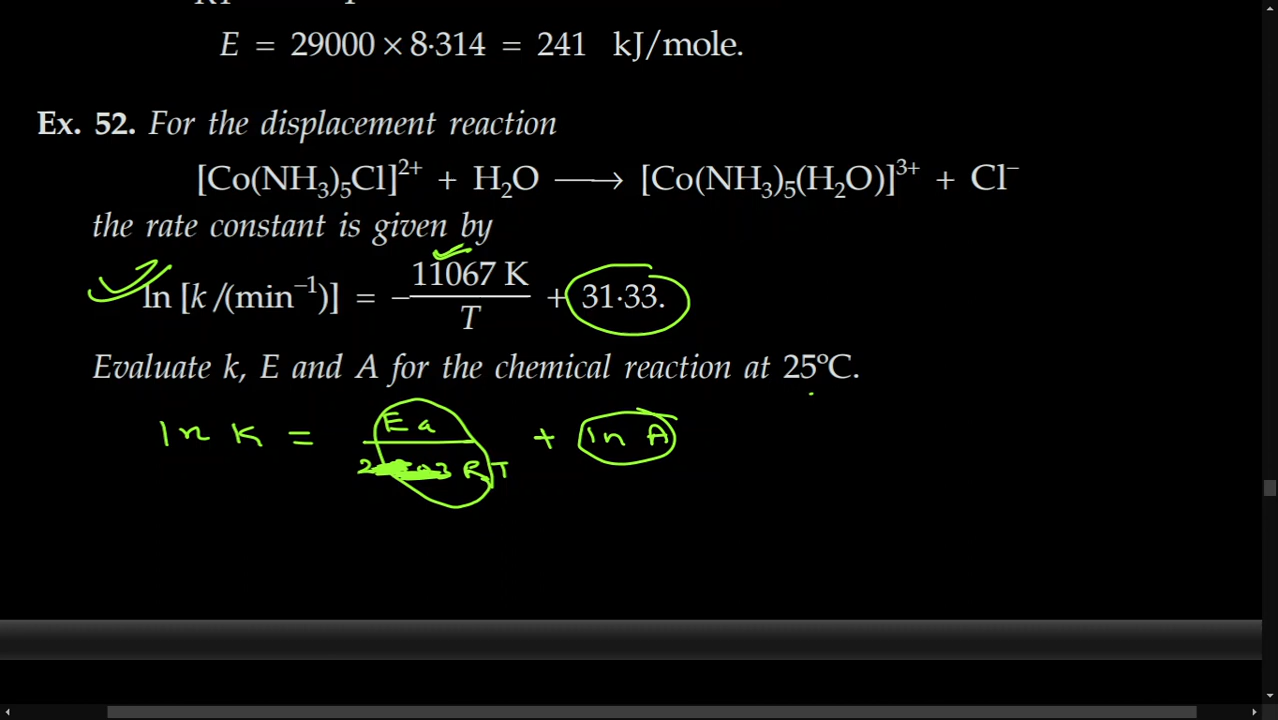 E = 29000 × 8·314 = 241 kJ/mole.
Ex. 52. For the displacement reaction
[Co(NH₃)₅Cl]²⁺ + H₂O ⟶ [Co(NH₃)₅(H₂O)]³⁺ + Cl⁻
the rate constant is given by
ln [k /(min⁻¹)] = − 11067 K / T + 31·33.
Evaluate k, E and A for the chemical reaction at 25ºC.
ln K = Ea / RT + ln A